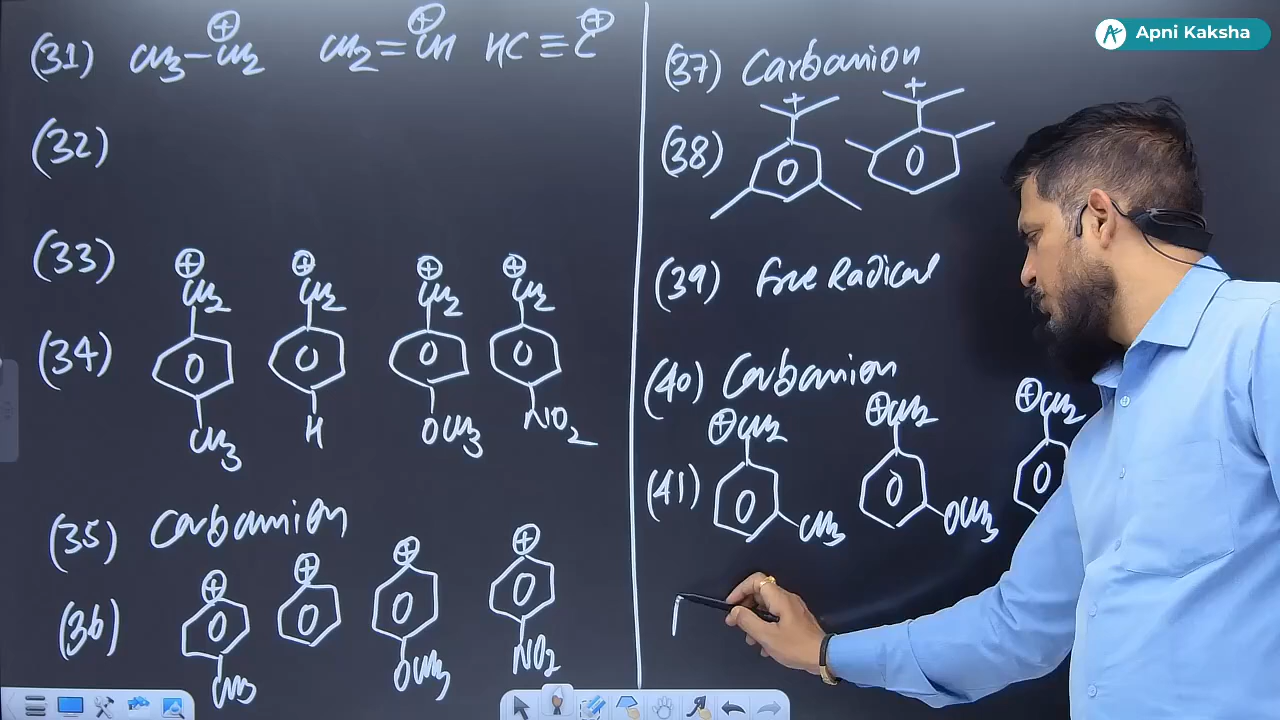 Apni Kaksha
(31) CH3-CH2 ⊕ CH2=CH ⊕ HC≡C ⊕
(32)
(33)
(34) ⊕ CH2 CH3 ⊕ CH2 H ⊕ CH2 OCH3 ⊕ CH2 NO2
(35) Carbanion
(36) ⊕ CH3 ⊕ ⊕ OCH3 ⊕ NO2
(37) Carbanion
(38) + +
(39) Free Radical
(40) Carbanion
(41) ⊕CH2 CH3 ⊕CH2 OCH3 ⊕CH2